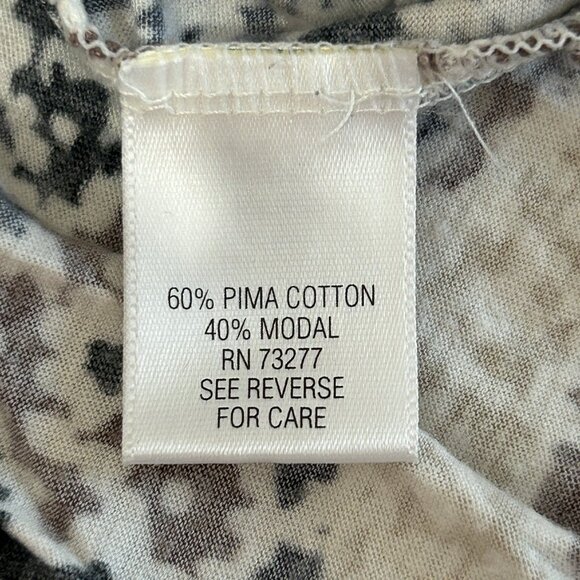 60% PIMA COTTON
40% MODAL
RN 73277
SEE REVERSE
FOR CARE